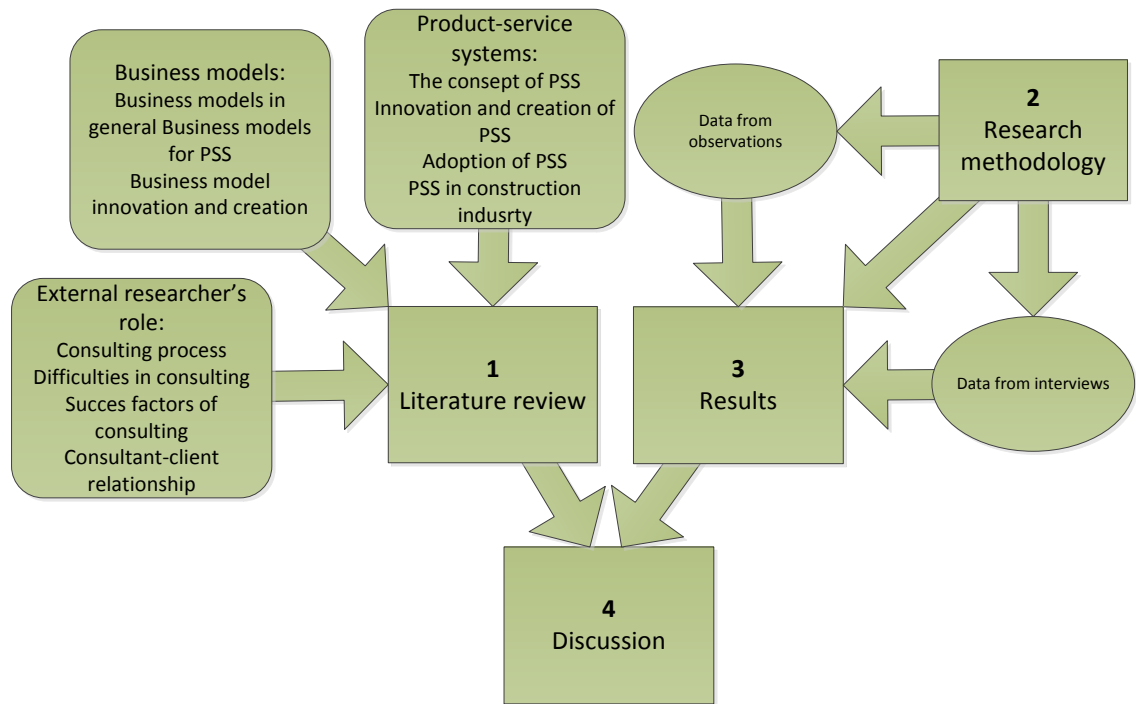 Business models:
Business models in
general Business models
for PSS
Business model
innovation and creation
Product-service
systems:
The consept of PSS
Innovation and creation of
PSS
Adoption of PSS
PSS in construction
indusrty
Data from
observations
2
Research
methodology
External researcher's
role:
Consulting process
Difficulties in consulting
Succes factors of
consulting
Consultant-client
relationship
1
Literature review
3
Results
Data from interviews
4
Discussion